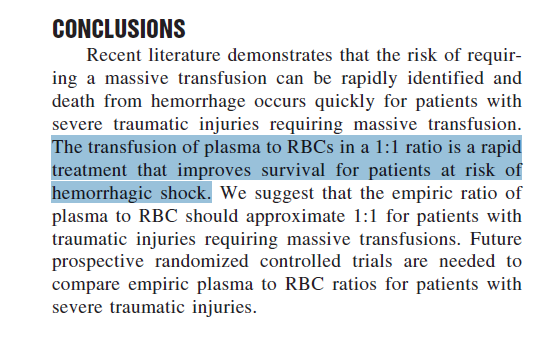 CONCLUSIONS
Recent literature demonstrates that the risk of requir-
ing a massive transfusion can be rapidly identified and
death from hemorrhage occurs quickly for patients with
severe traumatic injuries requiring massive transfusion.
The transfusion of plasma to RBCs in a 1:1 ratio is a rapid
treatment that improves survival for patients at risk of
hemorrhagic shock. We suggest that the empiric ratio of
plasma to RBC should approximate 1:1 for patients with
traumatic injuries requiring massive transfusions. Future
prospective randomized controlled trials are needed to
compare empiric plasma to RBC ratios for patients with
severe traumatic injuries.